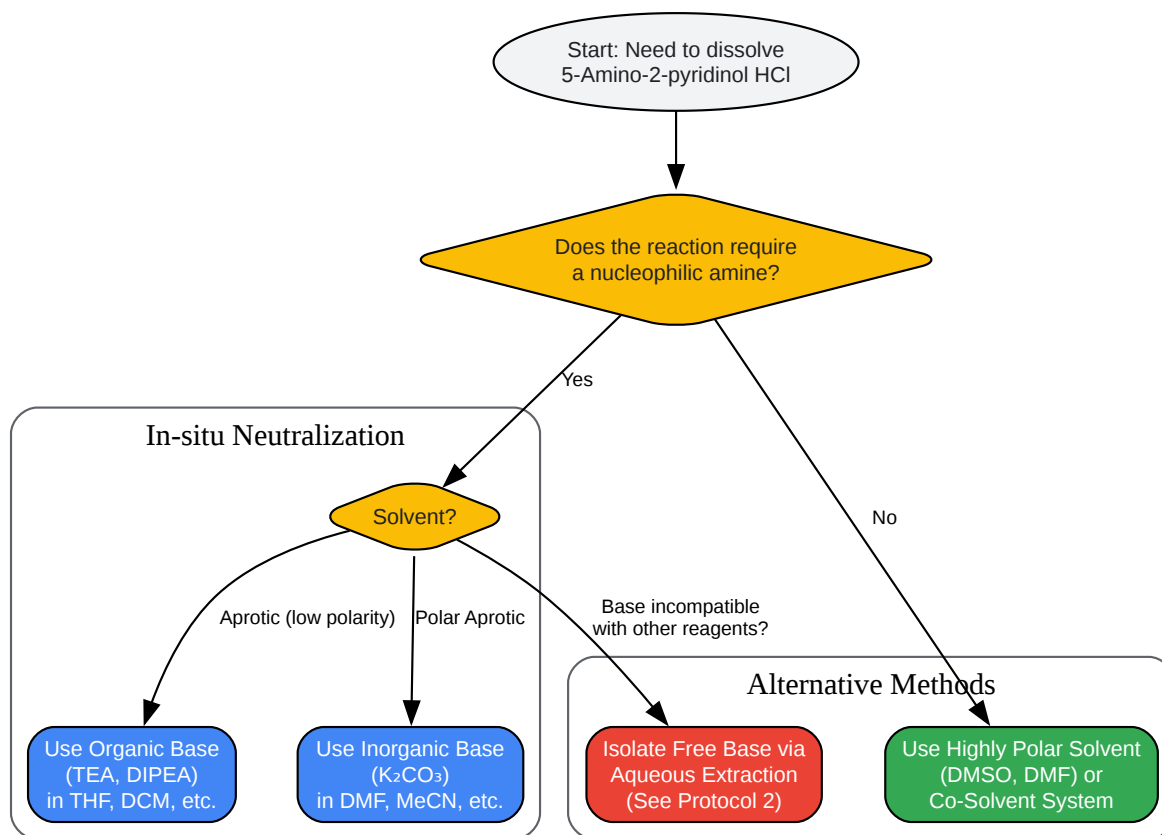 Start: Need to dissolve
5-Amino-2-pyridinol HCl
Does the reaction require
a nucleophilic amine?
Yes
In-situ Neutralization
Solvent?
No
Aprotic (low polarity)
Polar Aprotic
Base incompatible
with other reagents?
Alternative Methods
Use Organic Base
(TEA, DIPEA)
in THF, DCM, etc.
Use Inorganic Base
(K₂CO₃)
in DMF, MeCN, etc.
Isolate Free Base via
Aqueous Extraction
(See Protocol 2)
Use Highly Polar Solvent
(DMSO, DMF) or
Co-Solvent System